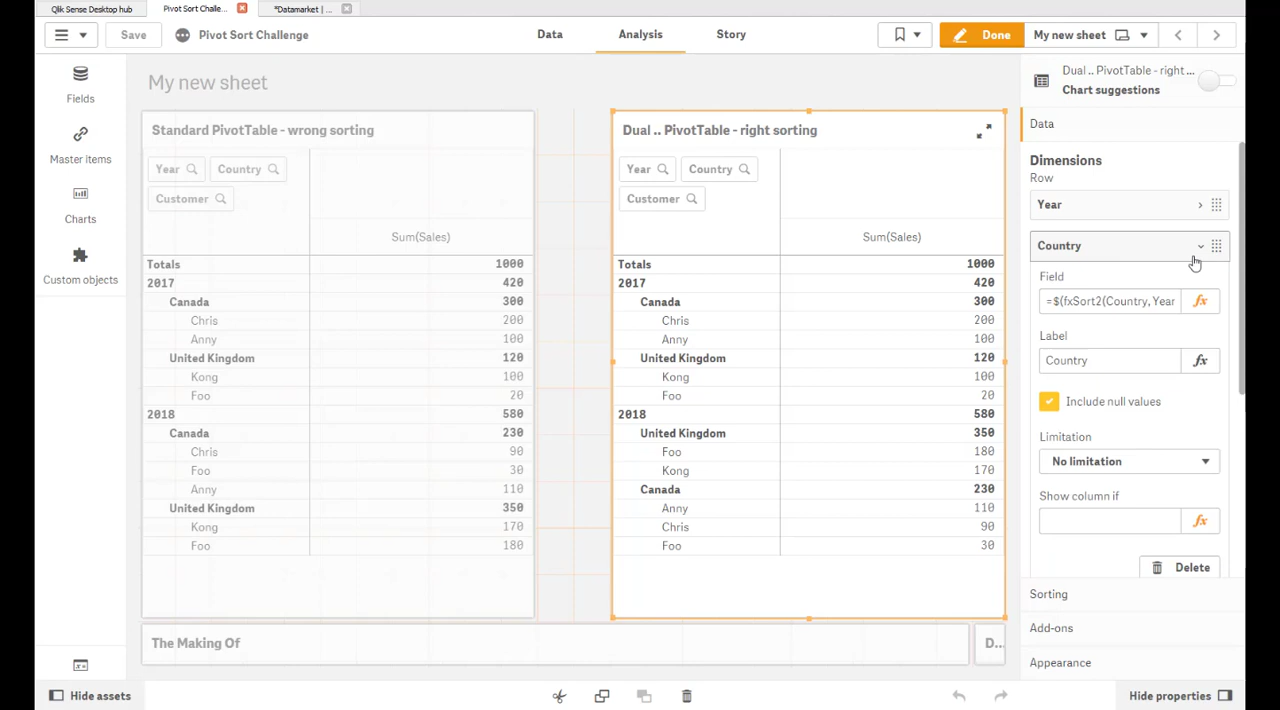 Qlik Sense Desktop hub
Pivot Sort Challe...
*Datamarket | ...
Save
Pivot Sort Challenge
Data
Analysis
Story
Done
My new sheet
Fields
Master items
Charts
Custom objects
My new sheet
Standard PivotTable - wrong sorting
Year
Country
Customer
Sum(Sales)
Totals 1000
2017 420
Canada 300
Chris 200
Anny 100
United Kingdom 120
Kong 100
Foo 20
2018 580
Canada 230
Chris 90
Foo 30
Anny 110
United Kingdom 350
Kong 170
Foo 180
Dual .. PivotTable - right sorting
Year
Country
Customer
Sum(Sales)
Totals 1000
2017 420
Canada 300
Chris 200
Anny 100
United Kingdom 120
Kong 100
Foo 20
2018 580
United Kingdom 350
Foo 180
Kong 170
Canada 230
Anny 110
Chris 90
Foo 30
The Making Of
D...
Dual .. PivotTable - right ...
Chart suggestions
Data
Dimensions
Row
Year
Country
Field
=$(fxSort2(Country, Year
fx
Label
Country
fx
Include null values
Limitation
No limitation
Show column if
fx
Delete
Sorting
Add-ons
Appearance
Hide assets
Hide properties